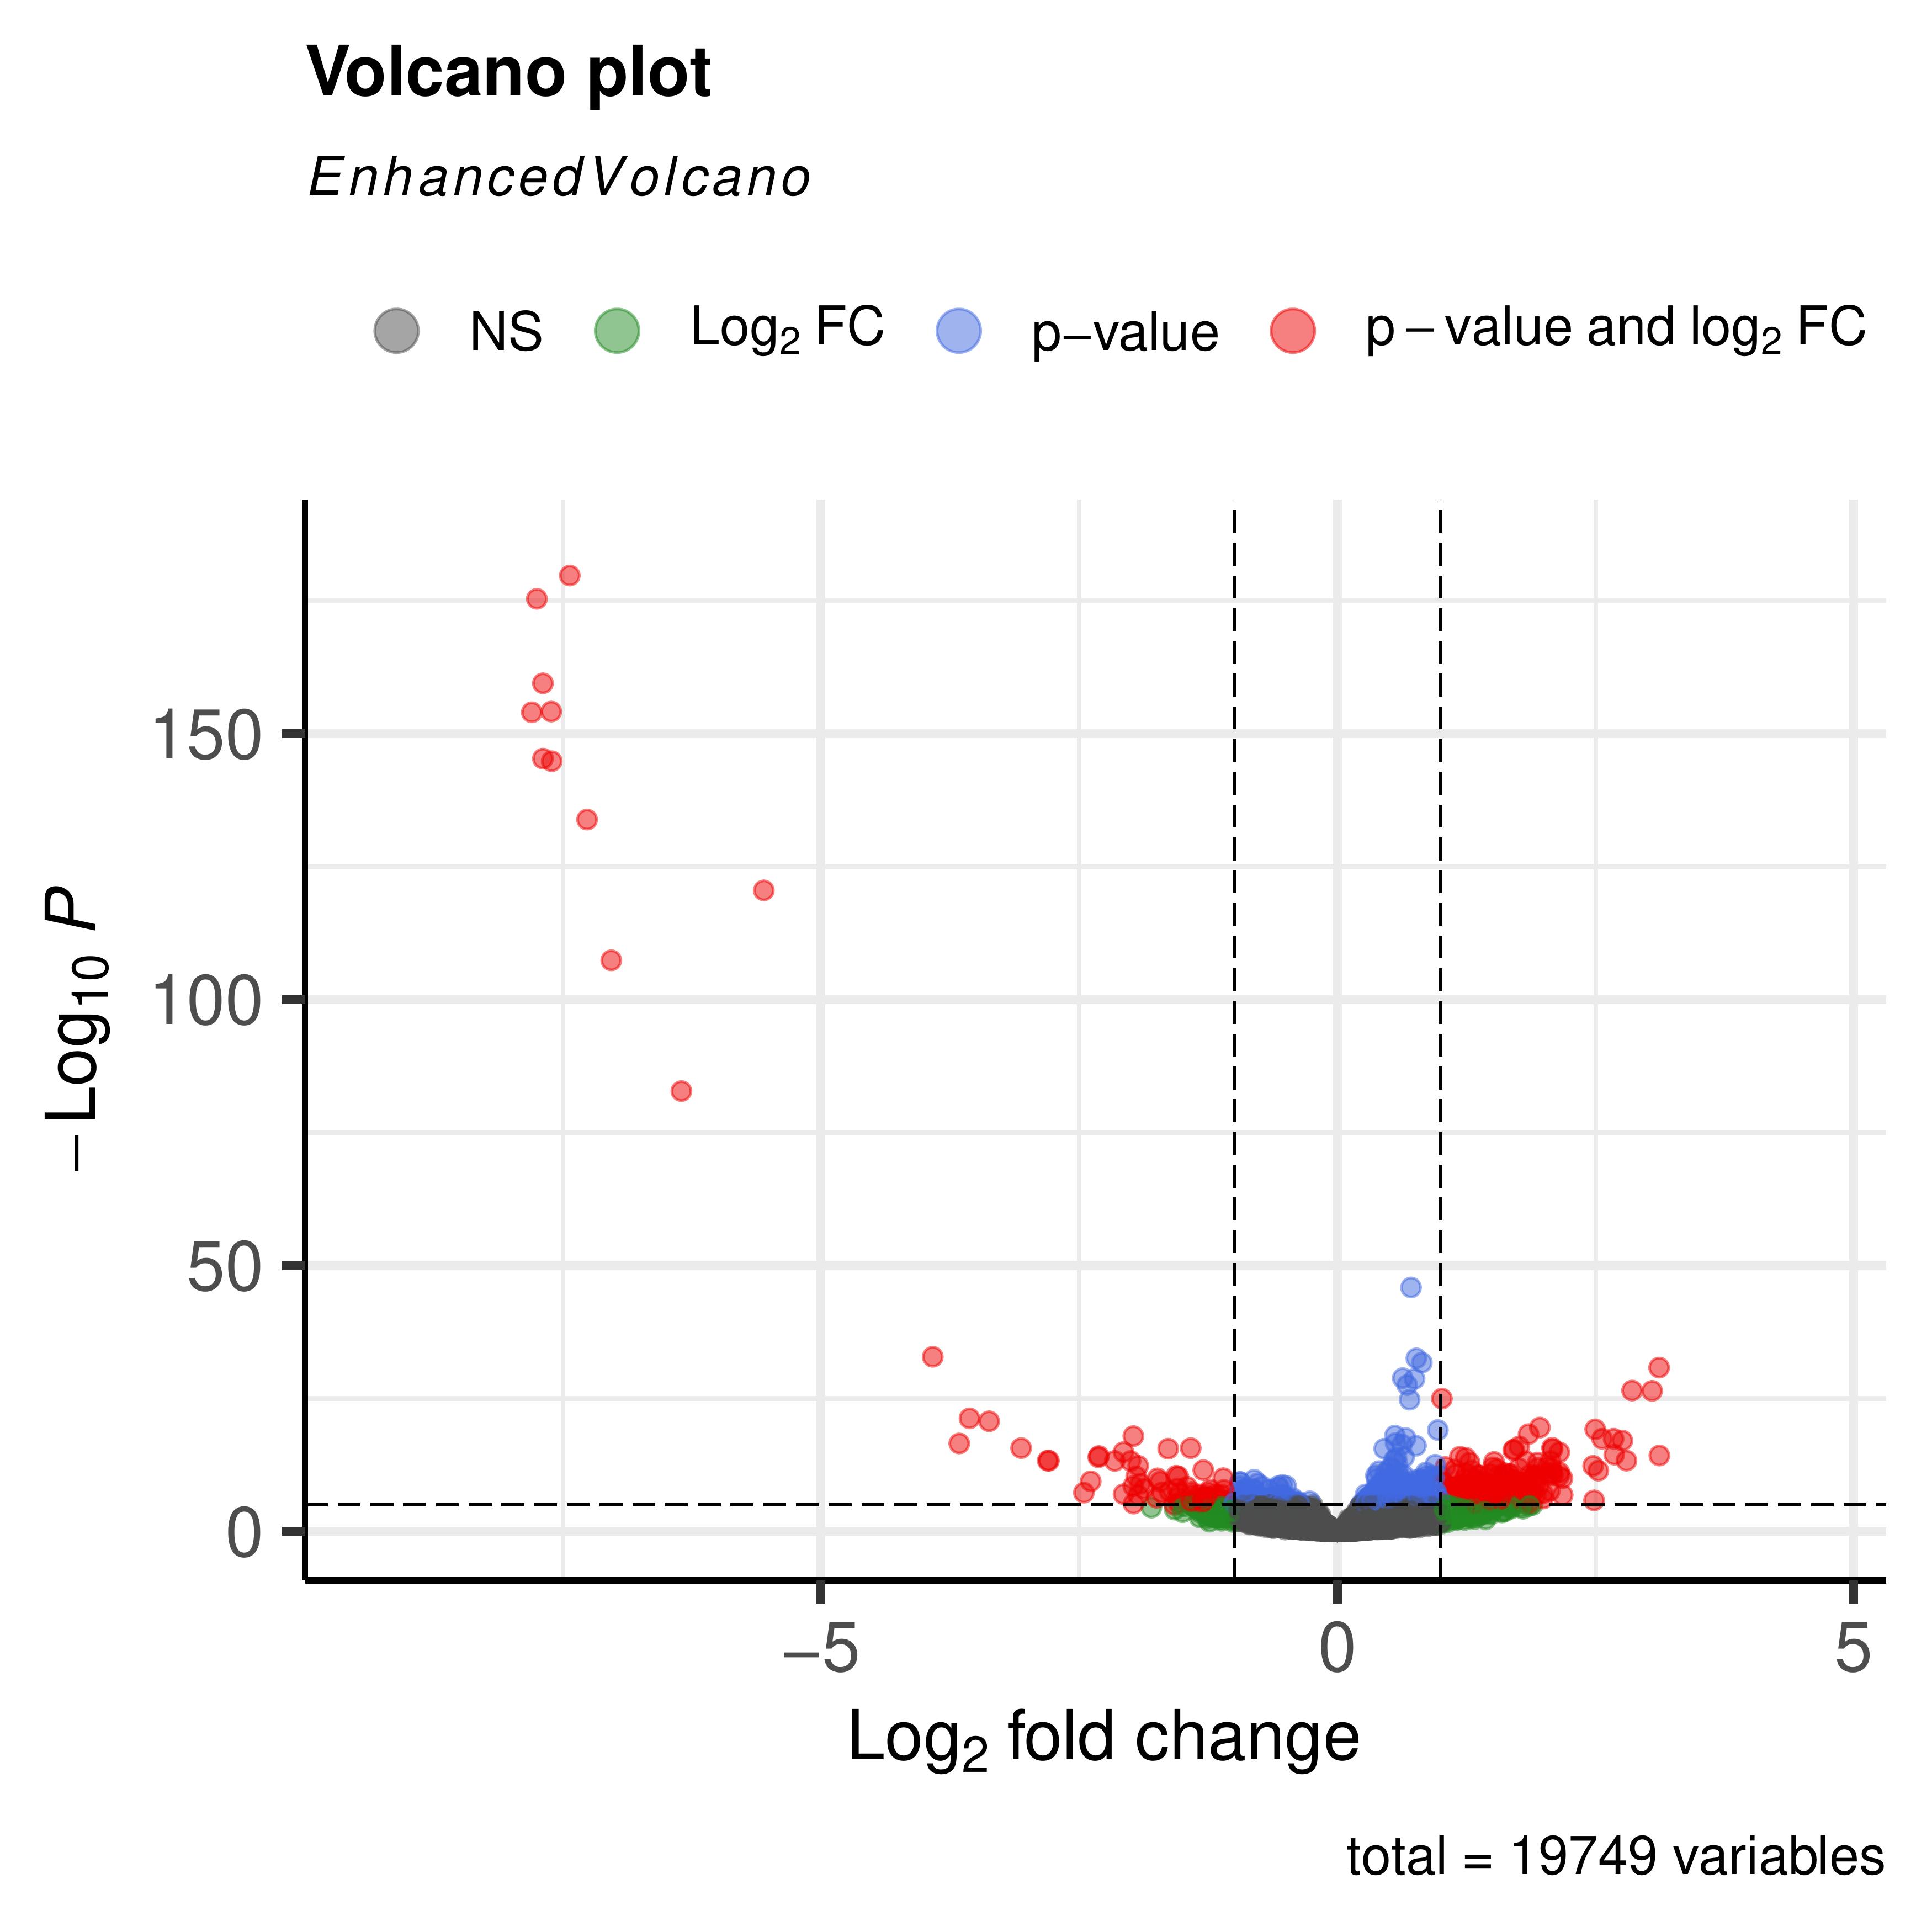 Volcano plot
EnhancedVolcano
NS Log₂ FC p−value p − value and log₂ FC
150
100
50
0
−Log₁₀ P
−5 0 5
Log₂ fold change
total = 19749 variables